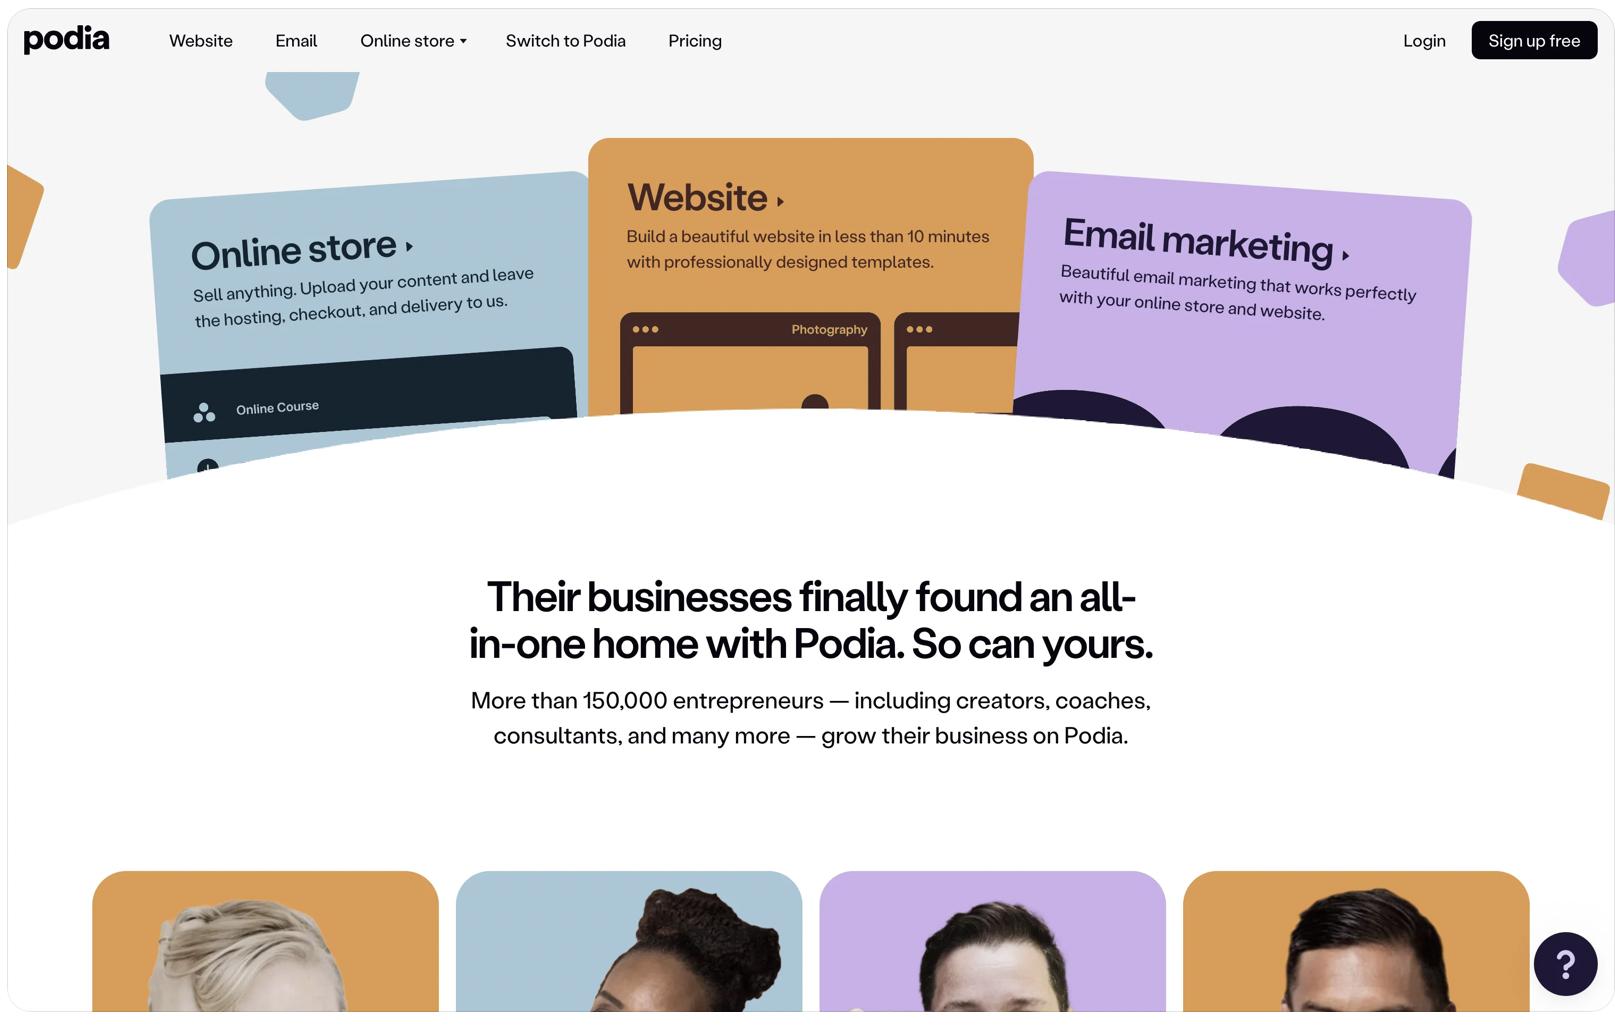 podia
Website
Email
Online store
Switch to Podia
Pricing
Login
Sign up free
Online store
Sell anything. Upload your content and leave
the hosting, checkout, and delivery to us.
Online Course
Website
Build a beautiful website in less than 10 minutes
with professionally designed templates.
Photography
Email marketing
Beautiful email marketing that works perfectly
with your online store and website.
Their businesses finally found an all-
in-one home with Podia. So can yours.
More than 150,000 entrepreneurs — including creators, coaches,
consultants, and many more — grow their business on Podia.
?